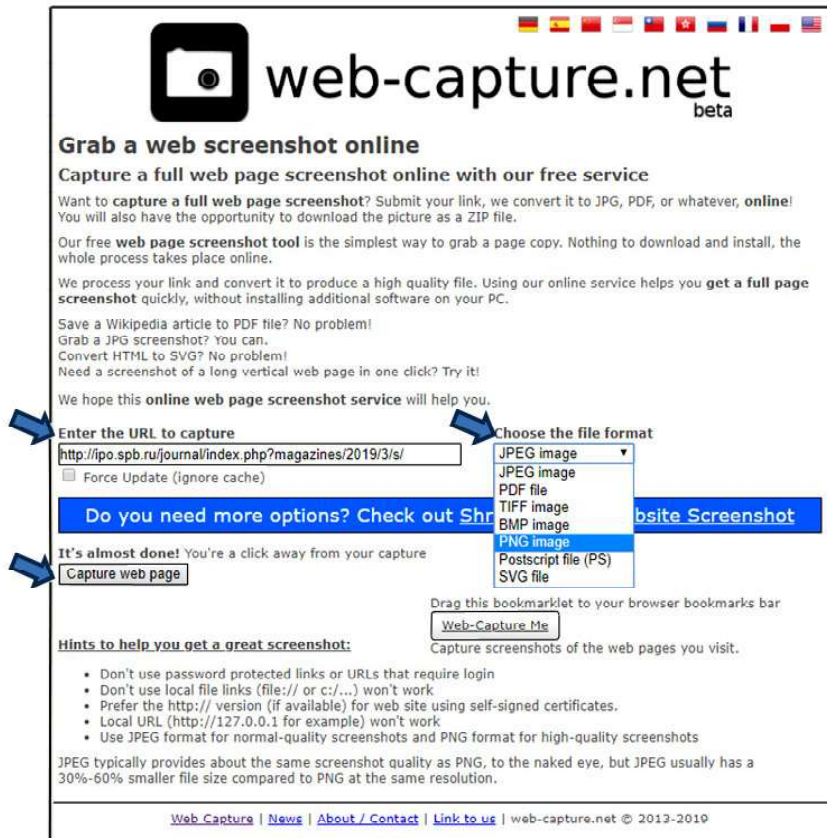 web-capture.net
beta
Grab a web screenshot online
Capture a full web page screenshot online with our free service
Want to capture a full web page screenshot? Submit your link, we convert it to JPG, PDF, or whatever, online!
You will also have the opportunity to download the picture as a ZIP file.
Our free web page screenshot tool is the simplest way to grab a page copy. Nothing to download and install, the
whole process takes place online.
We process your link and convert it to produce a high quality file. Using our online service helps you get a full page
screenshot quickly, without installing additional software on your PC.
Save a Wikipedia article to PDF file? No problem!
Grab a JPG screenshot? You can.
Convert HTML to SVG? No problem!
Need a screenshot of a long vertical web page in one click? Try it!
We hope this online web page screenshot service will help you.
Enter the URL to capture
http://ipo.spb.ru/journal/index.php?magazines/2019/3/s/
Force Update (ignore cache)
Choose the file format
JPEG image
JPEG image
PDF file
TIFF image
BMP image
PNG image
Postscript file (PS)
SVG file
Do you need more options? Check out Shr bsite Screenshot
It's almost done! You're a click away from your capture
Capture web page
Drag this bookmarklet to your browser bookmarks bar
Web-Capture Me
Capture screenshots of the web pages you visit.
Hints to help you get a great screenshot:
• Don't use password protected links or URLs that require login
• Don't use local file links (file:// or c:/...) won't work
• Prefer the http:// version (if available) for web site using self-signed certificates.
• Local URL (http://127.0.0.1 for example) won't work
• Use JPEG format for normal-quality screenshots and PNG format for high-quality screenshots
JPEG typically provides about the same screenshot quality as PNG, to the naked eye, but JPEG usually has a
30%-60% smaller file size compared to PNG at the same resolution.
Web Capture | News | About / Contact | Link to us | web-capture.net © 2013-2019